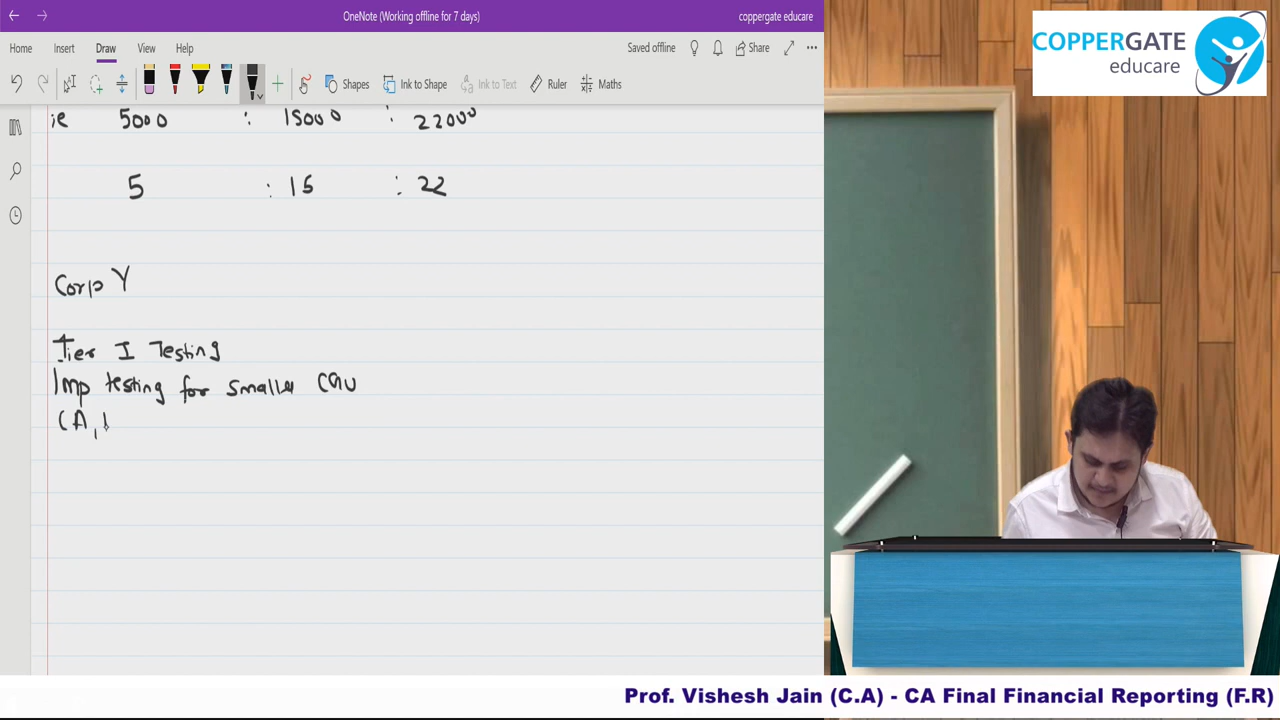 OneNote (Working offline for 7 days)
coppergate educare
Home Insert Draw View Help
Saved offline
Share
Shapes
Ink to Shape
Ink to Text
Ruler
Maths
COPPERGATE
educare
ie 5000 : 15000 : 22000
5 : 15 : 22
Corp Y
Tier I Testing
Imp testing for smaller CGU
(A,
Prof. Vishesh Jain (C.A) - CA Final Financial Reporting (F.R)